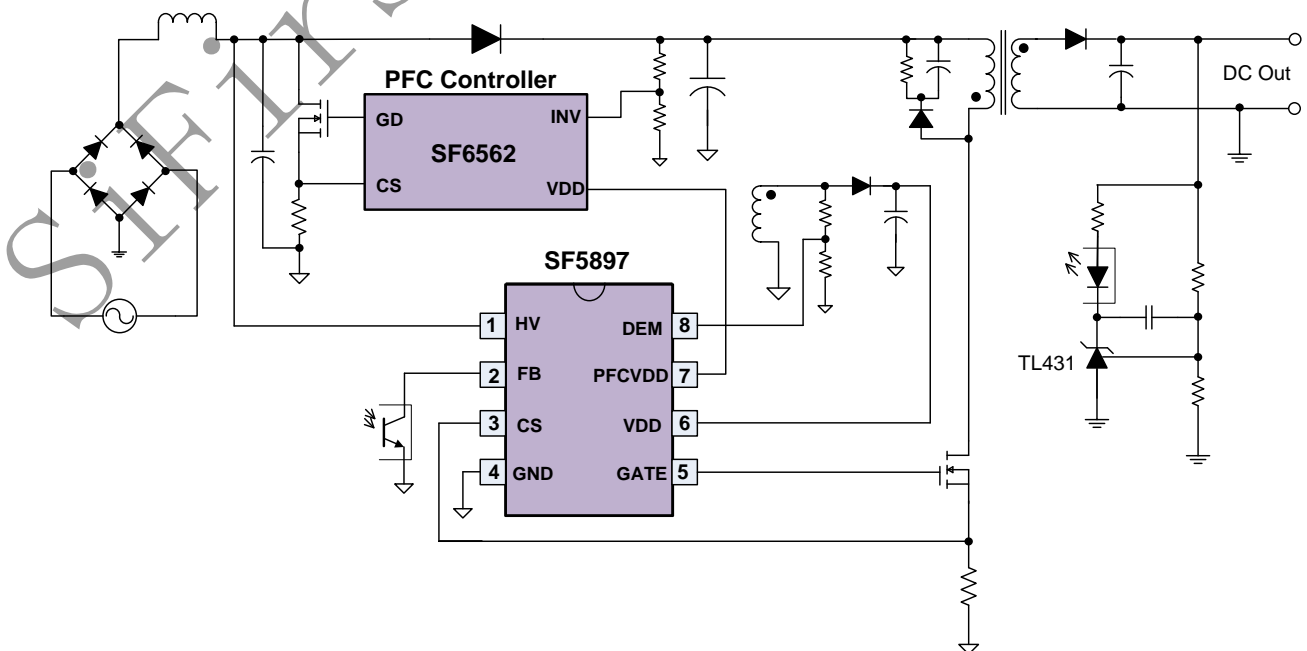 SiFirst
PFC Controller
GD
INV
SF6562
CS
VDD
DC Out
SF5897
1 HV
DEM 8
2 FB
PFCVDD 7
3 CS
VDD 6
4 GND
GATE 5
TL431